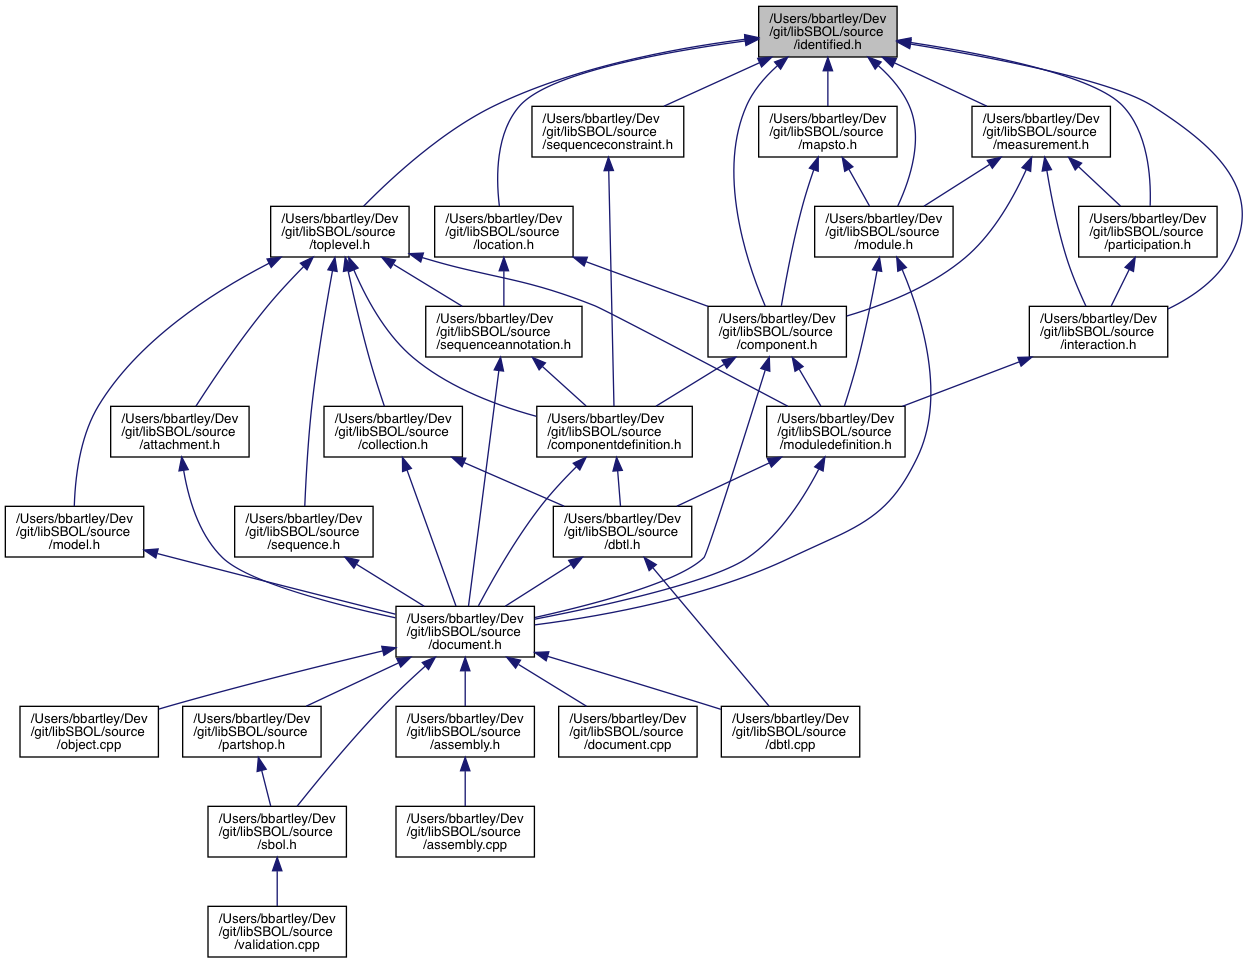 /Users/bbartley/Dev
/git/libSBOL/source
/identified.h
/Users/bbartley/Dev
/git/libSBOL/source
/sequenceconstraint.h
/Users/bbartley/Dev
/git/libSBOL/source
/mapsto.h
/Users/bbartley/Dev
/git/libSBOL/source
/measurement.h
/Users/bbartley/Dev
/git/libSBOL/source
/toplevel.h
/Users/bbartley/Dev
/git/libSBOL/source
/location.h
/Users/bbartley/Dev
/git/libSBOL/source
/module.h
/Users/bbartley/Dev
/git/libSBOL/source
/participation.h
/Users/bbartley/Dev
/git/libSBOL/source
/sequenceannotation.h
/Users/bbartley/Dev
/git/libSBOL/source
/component.h
/Users/bbartley/Dev
/git/libSBOL/source
/interaction.h
/Users/bbartley/Dev
/git/libSBOL/source
/attachment.h
/Users/bbartley/Dev
/git/libSBOL/source
/collection.h
/Users/bbartley/Dev
/git/libSBOL/source
/componentdefinition.h
/Users/bbartley/Dev
/git/libSBOL/source
/moduledefinition.h
/Users/bbartley/Dev
/git/libSBOL/source
/model.h
/Users/bbartley/Dev
/git/libSBOL/source
/sequence.h
/Users/bbartley/Dev
/git/libSBOL/source
/dbtl.h
/Users/bbartley/Dev
/git/libSBOL/source
/document.h
/Users/bbartley/Dev
/git/libSBOL/source
/object.cpp
/Users/bbartley/Dev
/git/libSBOL/source
/partshop.h
/Users/bbartley/Dev
/git/libSBOL/source
/assembly.h
/Users/bbartley/Dev
/git/libSBOL/source
/document.cpp
/Users/bbartley/Dev
/git/libSBOL/source
/dbtl.cpp
/Users/bbartley/Dev
/git/libSBOL/source
/sbol.h
/Users/bbartley/Dev
/git/libSBOL/source
/assembly.cpp
/Users/bbartley/Dev
/git/libSBOL/source
/validation.cpp